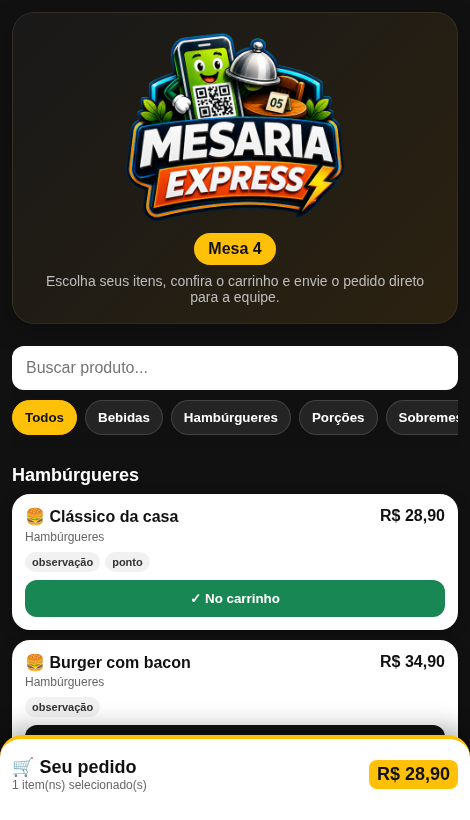 05
MESARIA
EXPRESS
Mesa 4
Escolha seus itens, confira o carrinho e envie o pedido direto
para a equipe.
Buscar produto...
Todos Bebidas Hambúrgueres Porções Sobremes
Hambúrgueres
🍔 Clássico da casa R$ 28,90
Hambúrgueres
observação ponto
✓ No carrinho
🍔 Burger com bacon R$ 34,90
Hambúrgueres
observação
🛒 Seu pedido R$ 28,90
1 item(ns) selecionado(s)